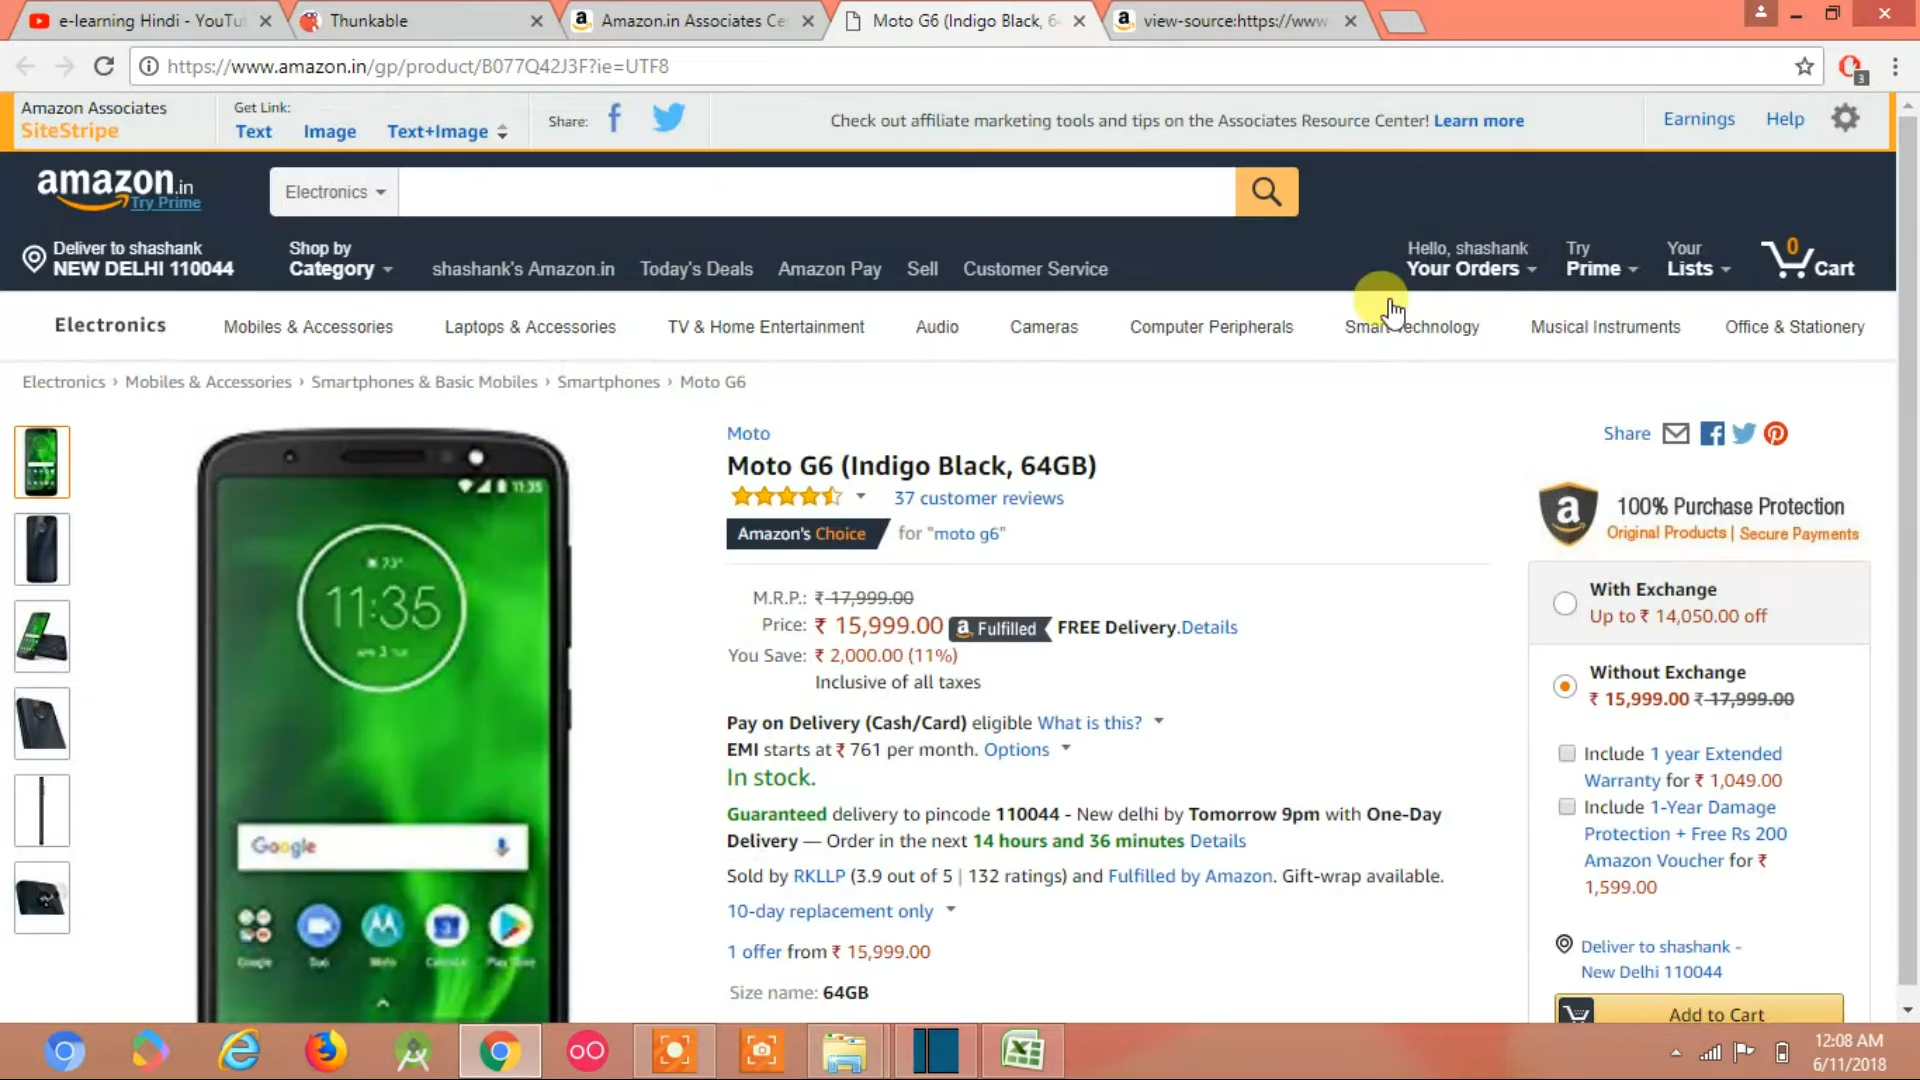 e-learning Hindi - YouTu
Thunkable
Amazon.in Associates Ce
Moto G6 (Indigo Black, 6
view-source:https://www
https://www.amazon.in/gp/product/B077Q42J3F?ie=UTF8
3
Amazon Associates
SiteStripe
Get Link:
Text Image Text+Image
Share:
Check out affiliate marketing tools and tips on the Associates Resource Center! Learn more
Earnings Help
amazon.in
Try Prime
Electronics
Deliver to shashank
NEW DELHI 110044
Shop by
Category
shashank's Amazon.in Today's Deals Amazon Pay Sell Customer Service
Hello, shashank
Your Orders
Try
Prime
Your
Lists
0
Cart
Electronics Mobiles & Accessories Laptops & Accessories TV & Home Entertainment Audio Cameras Computer Peripherals Smart Technology Musical Instruments Office & Stationery
Electronics › Mobiles & Accessories › Smartphones & Basic Mobiles › Smartphones › Moto G6
11:35
73°
11:35
Google
Google Duo Moto Calendar Play Store
Moto
Moto G6 (Indigo Black, 64GB)
37 customer reviews
Amazon's Choice for "moto g6"
M.R.P.: ₹ 17,999.00
Price: ₹ 15,999.00 a Fulfilled FREE Delivery.Details
You Save: ₹ 2,000.00 (11%)
Inclusive of all taxes
Pay on Delivery (Cash/Card) eligible What is this?
EMI starts at ₹ 761 per month. Options
In stock.
Guaranteed delivery to pincode 110044 - New delhi by Tomorrow 9pm with One-Day
Delivery — Order in the next 14 hours and 36 minutes Details
Sold by RKLLP (3.9 out of 5 | 132 ratings) and Fulfilled by Amazon. Gift-wrap available.
10-day replacement only
1 offer from ₹ 15,999.00
Size name: 64GB
Share
a
100% Purchase Protection
Original Products | Secure Payments
With Exchange
Up to ₹ 14,050.00 off
Without Exchange
₹ 15,999.00 ₹ 17,999.00
Include 1 year Extended
Warranty for ₹ 1,049.00
Include 1-Year Damage
Protection + Free Rs 200
Amazon Voucher for ₹
1,599.00
Deliver to shashank -
New Delhi 110044
Add to Cart
12:08 AM
6/11/2018